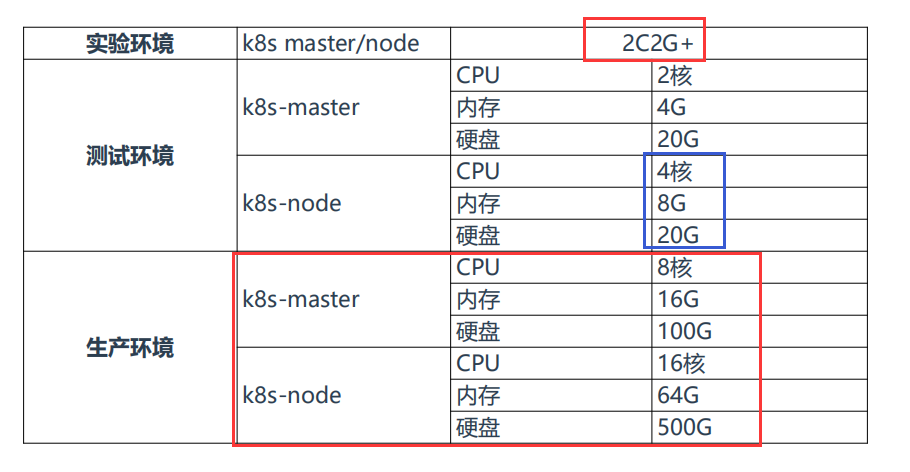 实验环境 k8s master/node 2C2G+
CPU 2核
k8s-master 内存 4G
硬盘 20G
测试环境
CPU 4核
k8s-node 内存 8G
硬盘 20G
CPU 8核
k8s-master 内存 16G
硬盘 100G
生产环境
CPU 16核
k8s-node 内存 64G
硬盘 500G